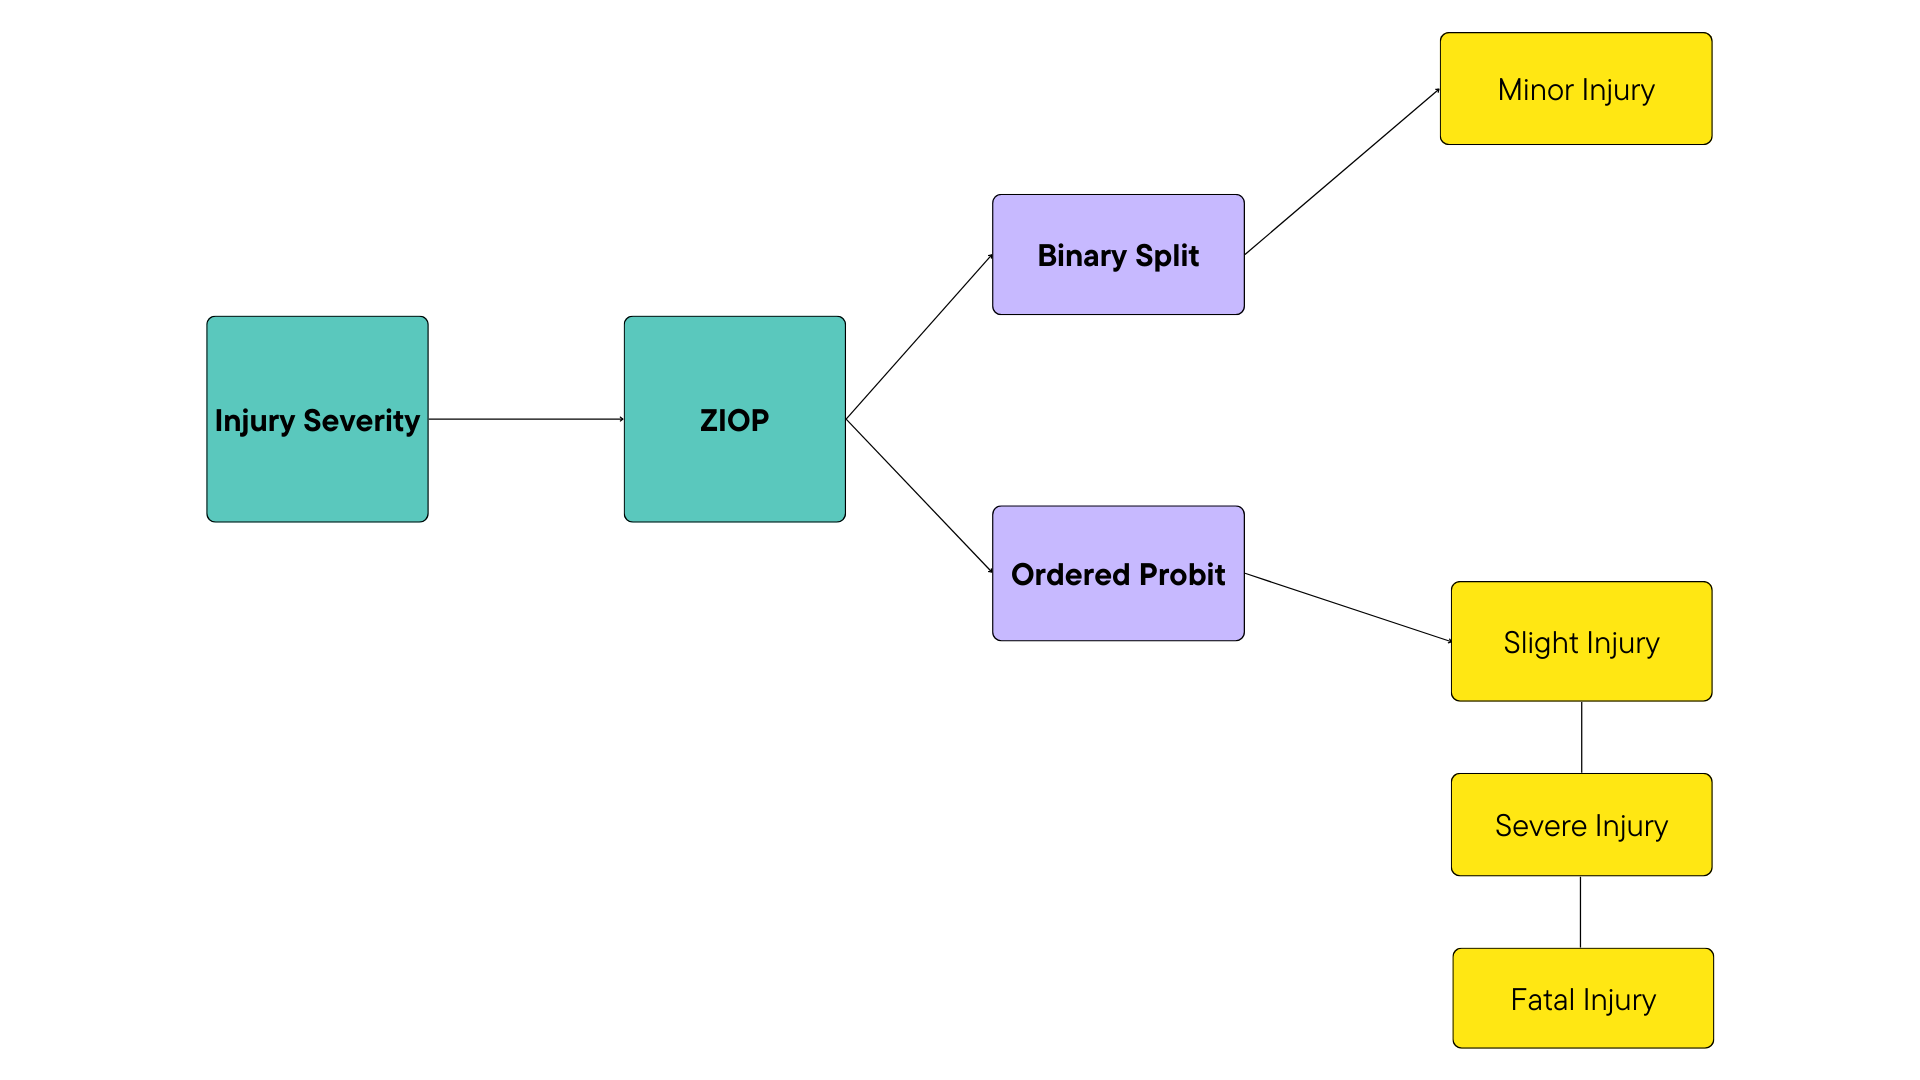 Injury Severity
ZIOP
Binary Split
Ordered Probit
Minor Injury
Slight Injury
Severe Injury
Fatal Injury